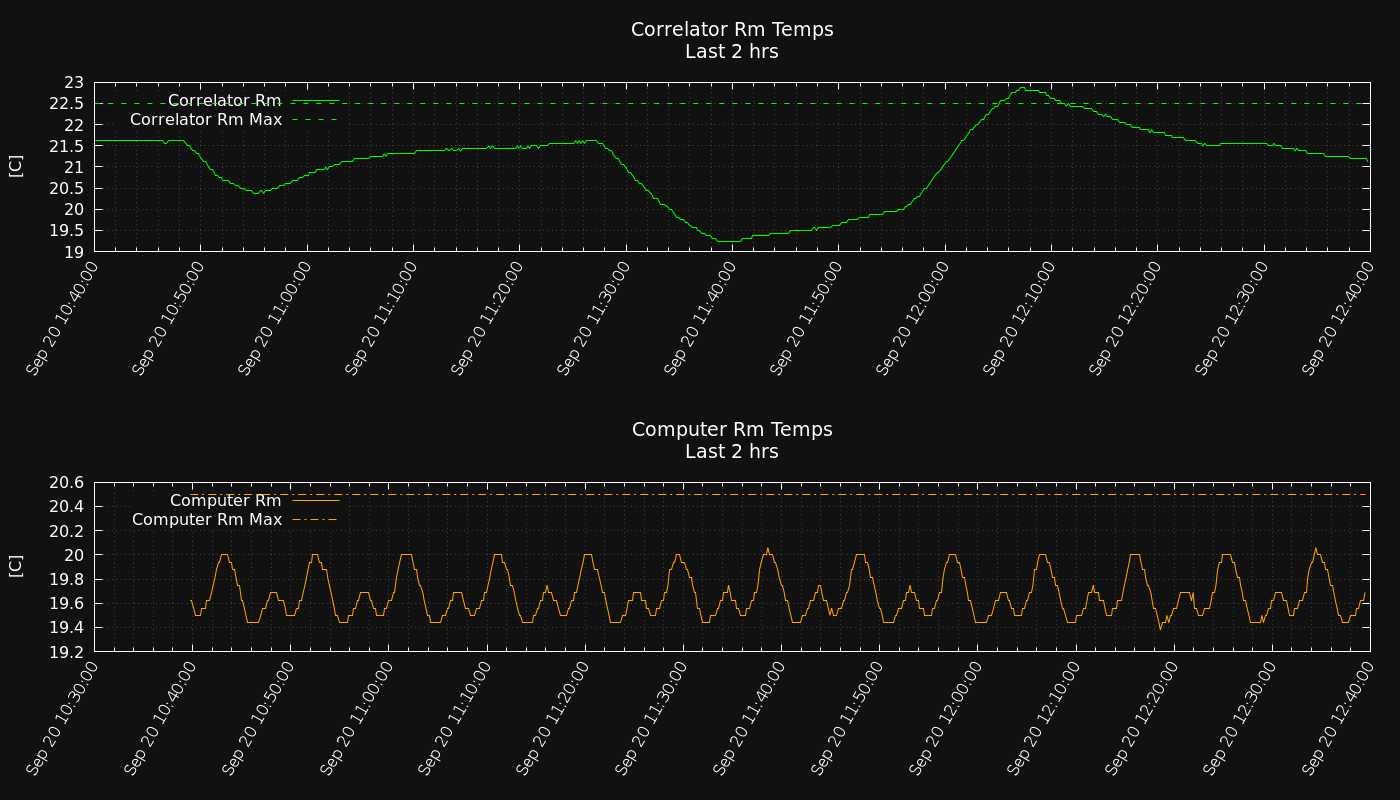 Correlator Rm Temps
Last 2 hrs
23
22.5
22
21.5
21
20.5
20
19.5
19
[C]
Correlator Rm
Correlator Rm Max
Sep 20 10:40:00
Sep 20 10:50:00
Sep 20 11:00:00
Sep 20 11:10:00
Sep 20 11:20:00
Sep 20 11:30:00
Sep 20 11:40:00
Sep 20 11:50:00
Sep 20 12:00:00
Sep 20 12:10:00
Sep 20 12:20:00
Sep 20 12:30:00
Sep 20 12:40:00
Computer Rm Temps
Last 2 hrs
20.6
20.4
20.2
20
19.8
19.6
19.4
19.2
[C]
Computer Rm
Computer Rm Max
Sep 20 10:30:00
Sep 20 10:40:00
Sep 20 10:50:00
Sep 20 11:00:00
Sep 20 11:10:00
Sep 20 11:20:00
Sep 20 11:30:00
Sep 20 11:40:00
Sep 20 11:50:00
Sep 20 12:00:00
Sep 20 12:10:00
Sep 20 12:20:00
Sep 20 12:30:00
Sep 20 12:40:00